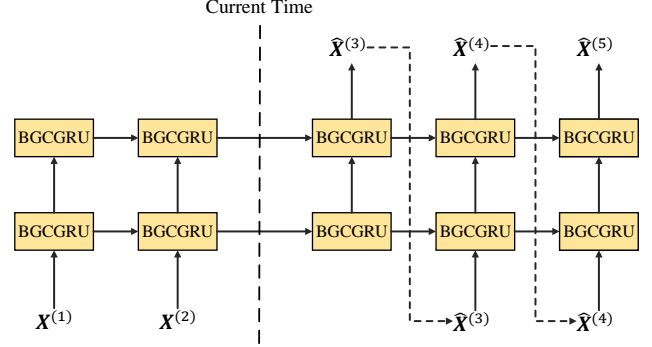 Current Time
X̂⁽³⁾ X̂⁽⁴⁾ X̂⁽⁵⁾
BGCGRU BGCGRU BGCGRU BGCGRU BGCGRU
BGCGRU BGCGRU BGCGRU BGCGRU BGCGRU
X⁽¹⁾ X⁽²⁾ X̂⁽³⁾ X̂⁽⁴⁾